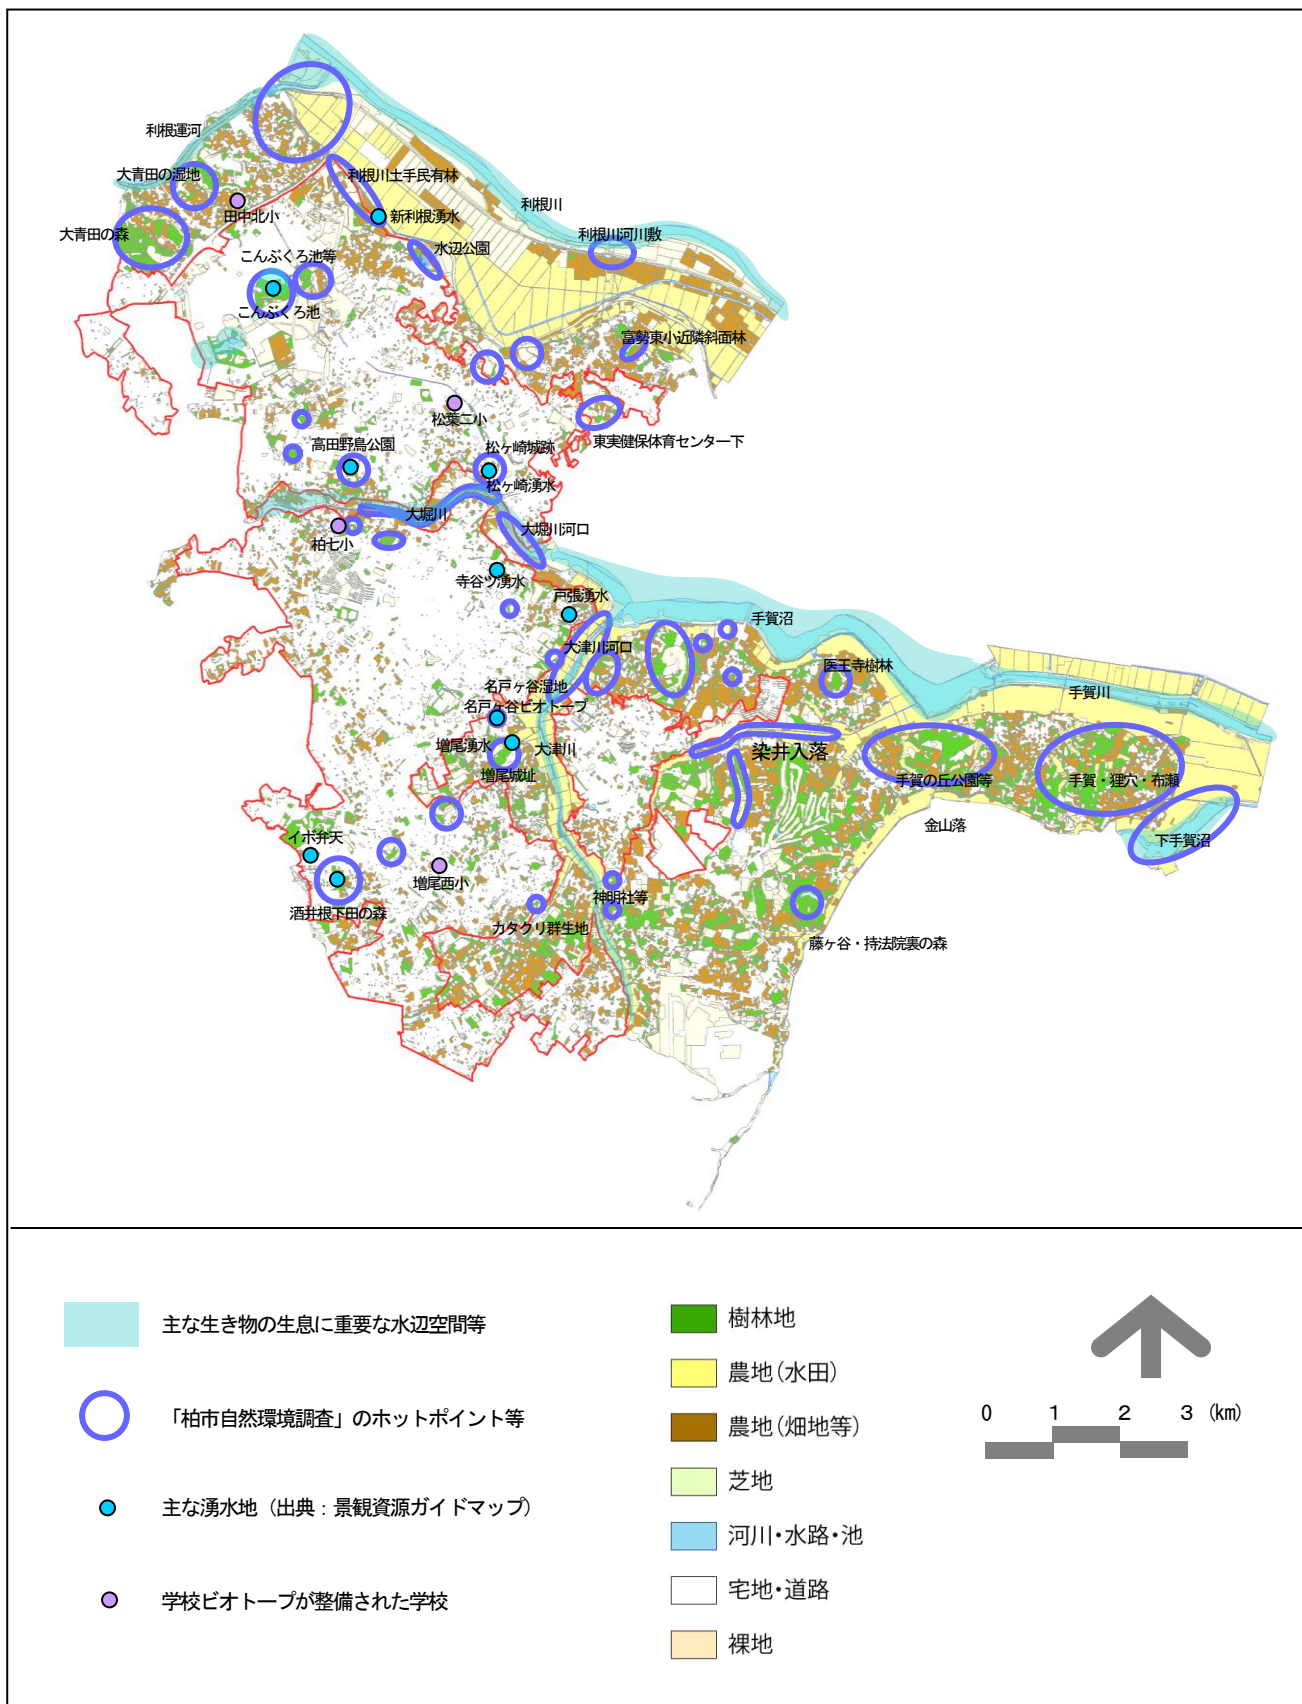 利根運河
大青田の湿地
利根川土手民有林
田中北小
新利根湧水
利根川
大青田の森
利根川河川敷
水辺公園
こんぶくろ池等
こんぶくろ池
富勢東小近隣斜面林
松葉二小
東実健保体育センター下
高田野鳥公園
松ヶ崎城跡
松ヶ崎湧水
大堀川
大堀川河口
柏七小
寺谷ツ湧水
戸張湧水
手賀沼
大津川河口
医王寺樹林
名戸ヶ谷湿地
手賀川
名戸ヶ谷ビオトープ
増尾湧水
大津川
染井入落
増尾城址
手賀の丘公園等
手賀・狸穴・布瀬
金山落
イボ弁天
下手賀沼
増尾西小
神明社等
酒井根下田の森
カタクリ群生地
藤ヶ谷・持法院裏の森
主な生き物の生息に重要な水辺空間等
「柏市自然環境調査」のホットポイント等
主な湧水地（出典：景観資源ガイドマップ）
学校ビオトープが整備された学校
樹林地
農地（水田）
農地（畑地等）
芝地
河川・水路・池
宅地・道路
裸地
0 1 2 3 (km)